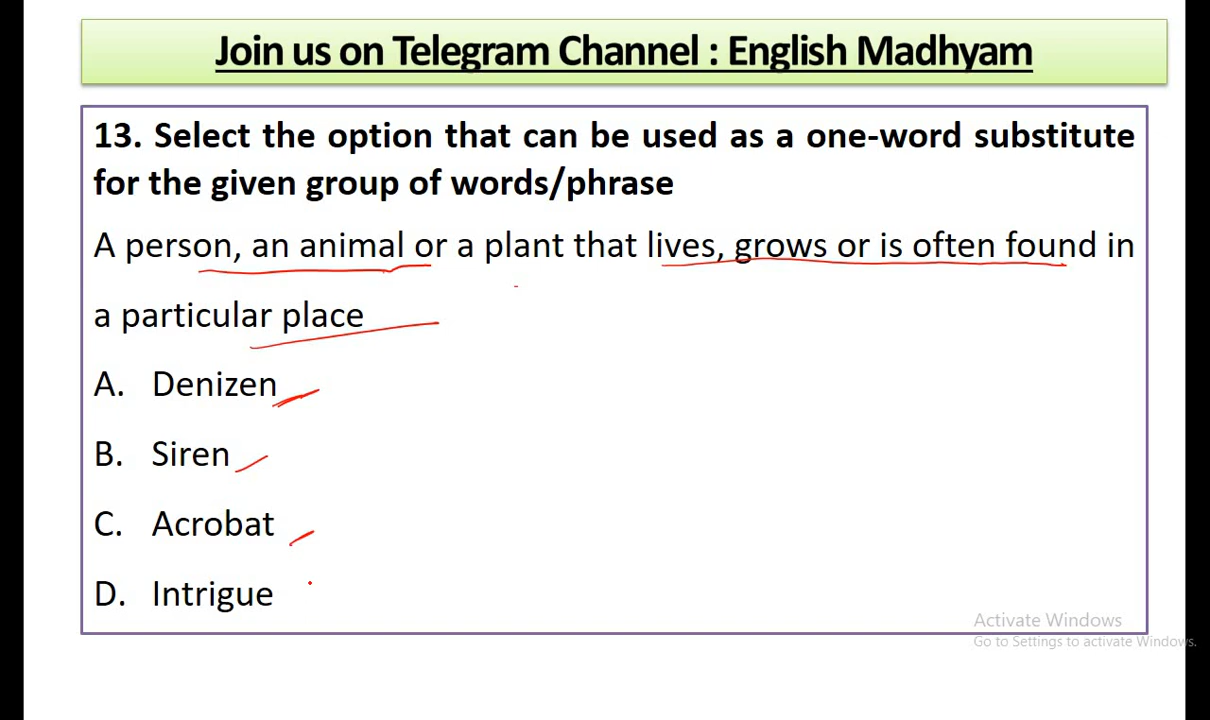 Join us on Telegram Channel : English Madhyam
13. Select the option that can be used as a one-word substitute
for the given group of words/phrase
A person, an animal or a plant that lives, grows or is often found in
a particular place
A. Denizen
B. Siren
C. Acrobat
D. Intrigue
Activate Windows
Go to Settings to activate Windows.